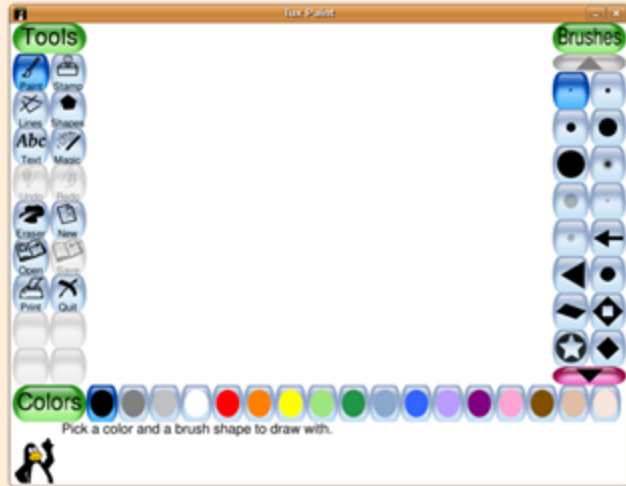 Tux Paint
Tools
Brushes
Paint Stamp
Lines Shapes
Abc
Text Magic
Undo Redo
Eraser New
Open Save
Print Quit
Colors
Pick a color and a brush shape to draw with.